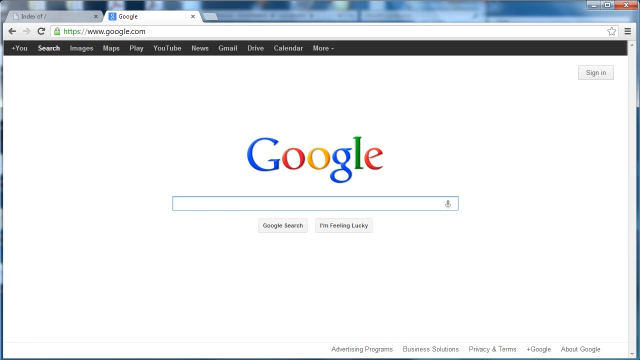 Index of /
Google
https://www.google.com
+You Search Images Maps Play YouTube News Gmail Drive Calendar More
Sign in
Google
Google Search I'm Feeling Lucky
Advertising Programs Business Solutions Privacy & Terms +Google About Google